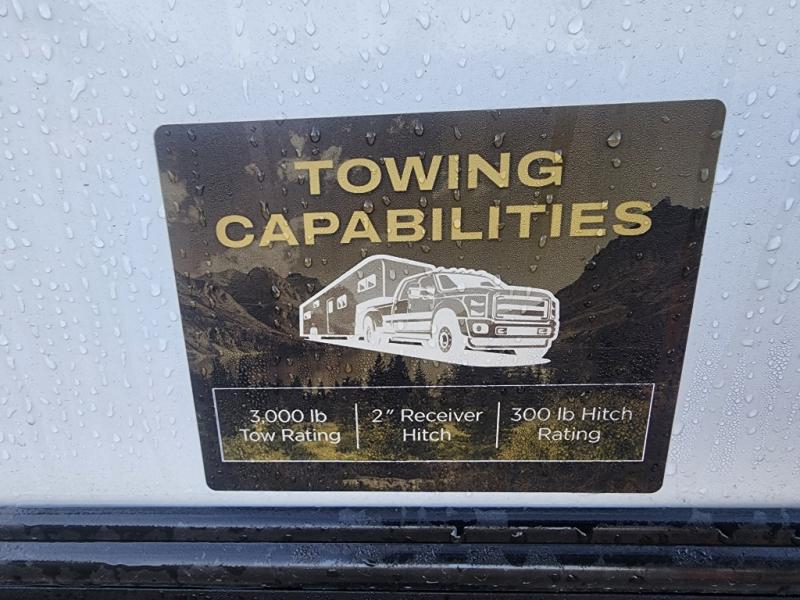 TOWING
CAPABILITIES
3,000 lb
Tow Rating
2" Receiver
Hitch
300 lb Hitch
Rating